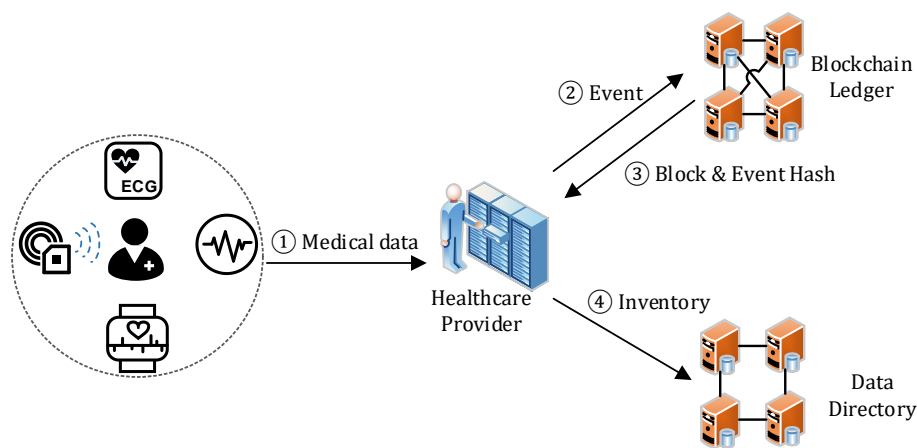 ECG
① Medical data
Healthcare
Provider
② Event
③ Block & Event Hash
Blockchain
Ledger
④ Inventory
Data
Directory